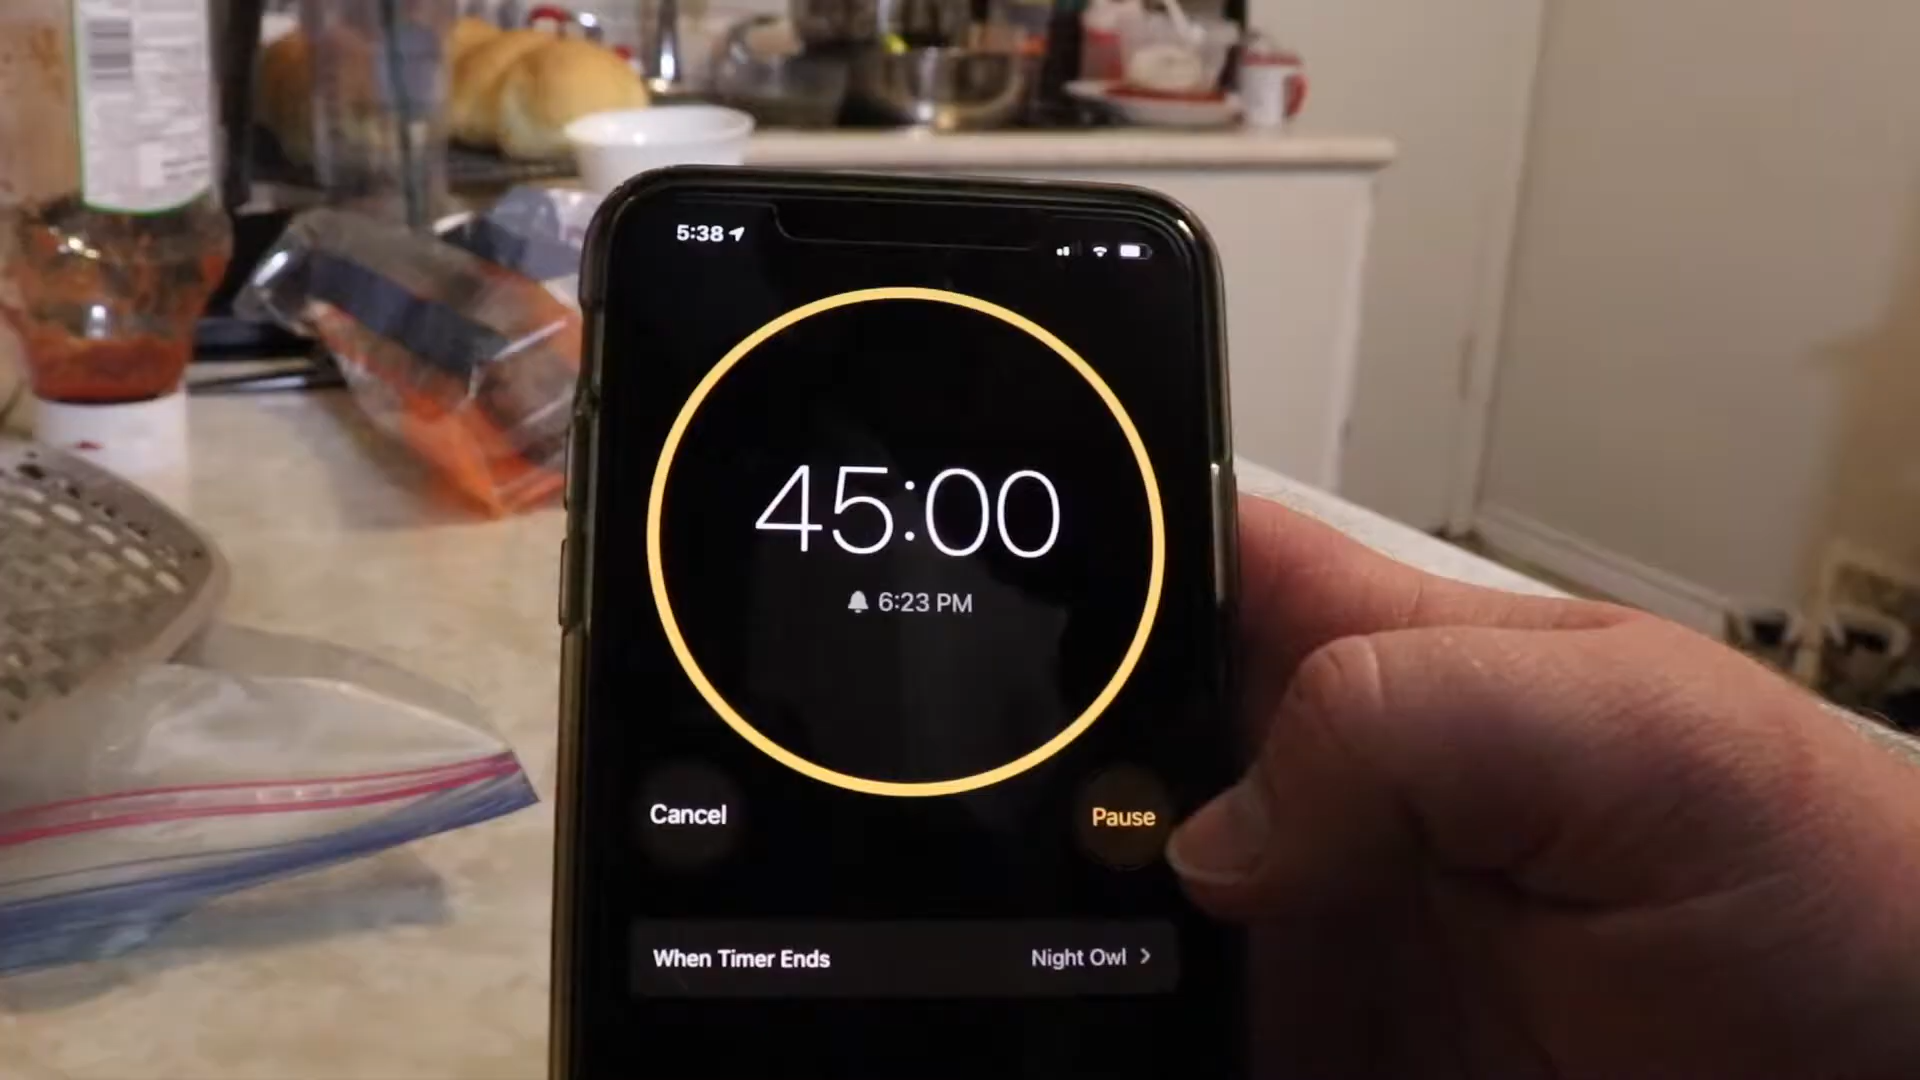 5:38
45:00
6:23 PM
Cancel
Pause
When Timer Ends
Night Owl